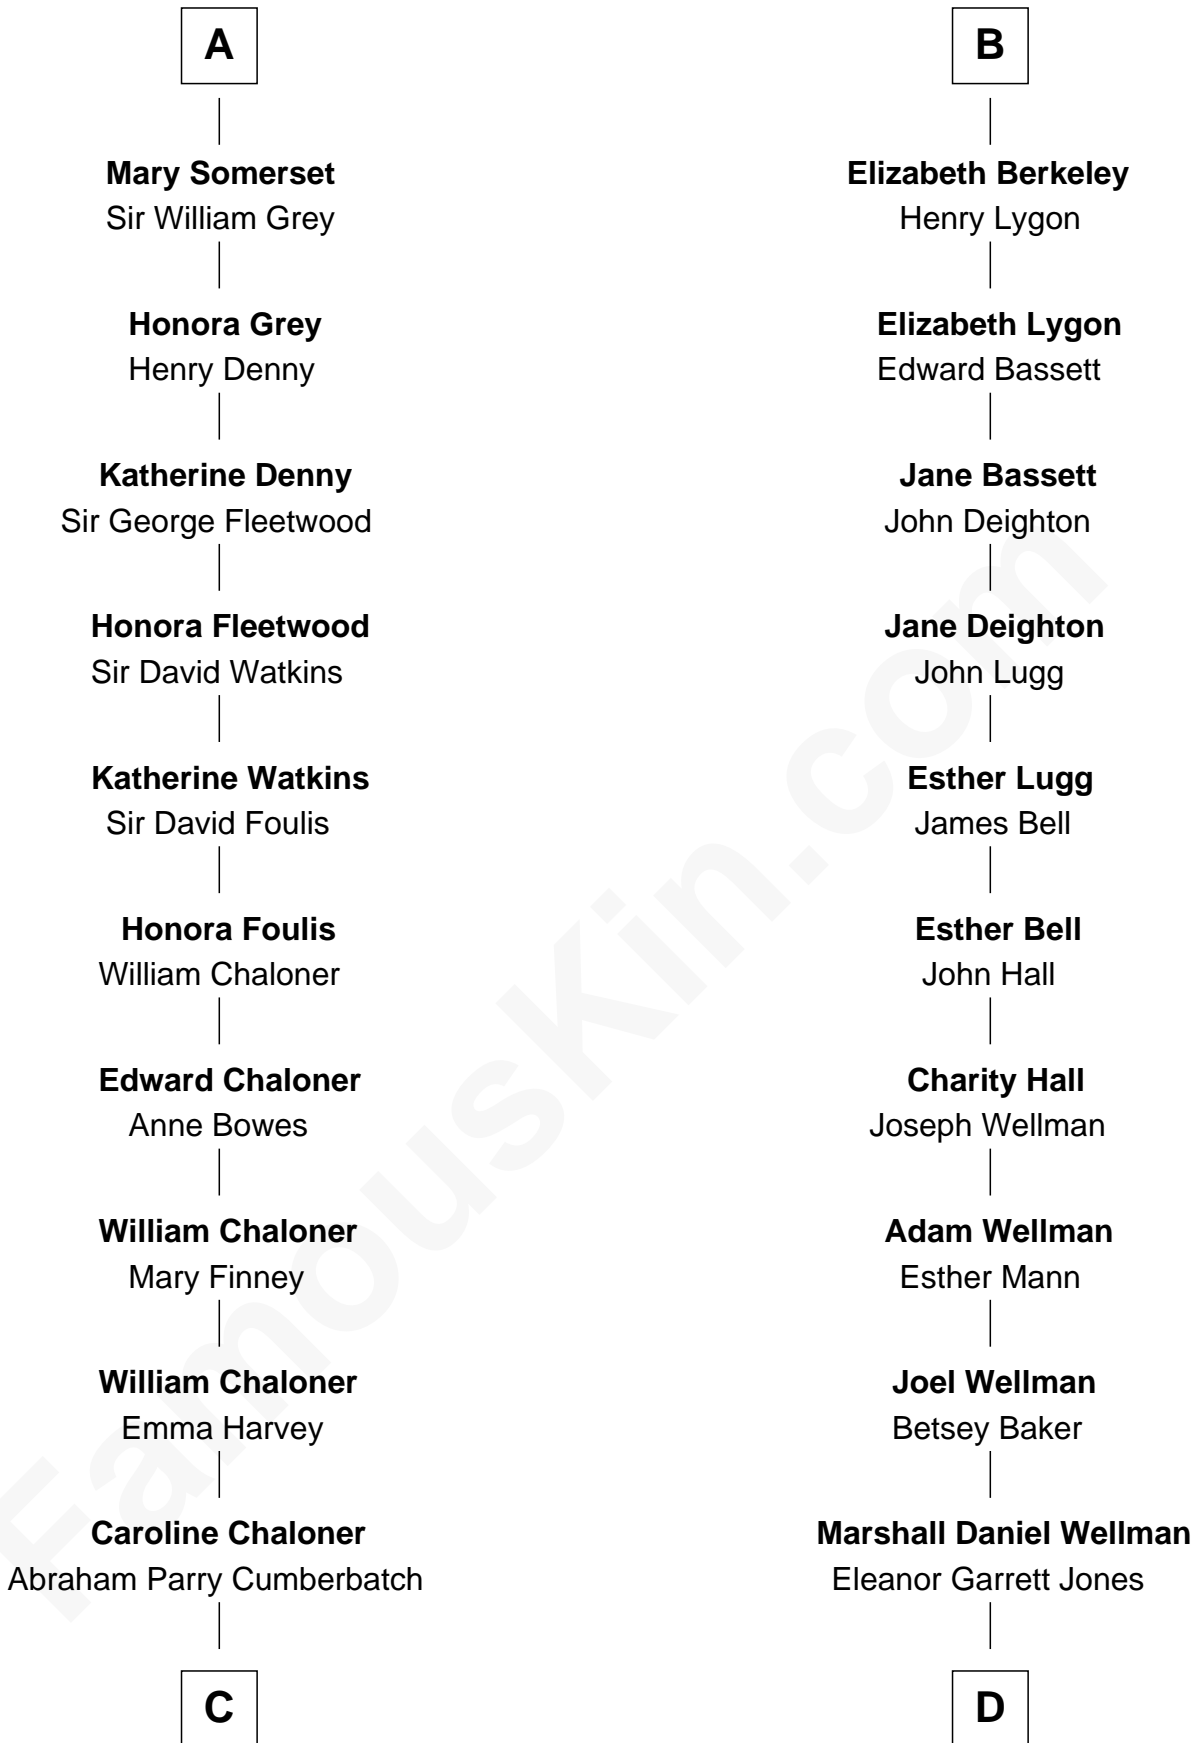 A
Mary Somerset
Sir William Grey
Honora Grey
Henry Denny
Katherine Denny
Sir George Fleetwood
Honora Fleetwood
Sir David Watkins
Katherine Watkins
Sir David Foulis
Honora Foulis
William Chaloner
Edward Chaloner
Anne Bowes
William Chaloner
Mary Finney
William Chaloner
Emma Harvey
Caroline Chaloner
Abraham Parry Cumberbatch
C
B
Elizabeth Berkeley
Henry Lygon
Elizabeth Lygon
Edward Bassett
Jane Bassett
John Deighton
Jane Deighton
John Lugg
Esther Lugg
James Bell
Esther Bell
John Hall
Charity Hall
Joseph Wellman
Adam Wellman
Esther Mann
Joel Wellman
Betsey Baker
Marshall Daniel Wellman
Eleanor Garrett Jones
D
FamousKin.com